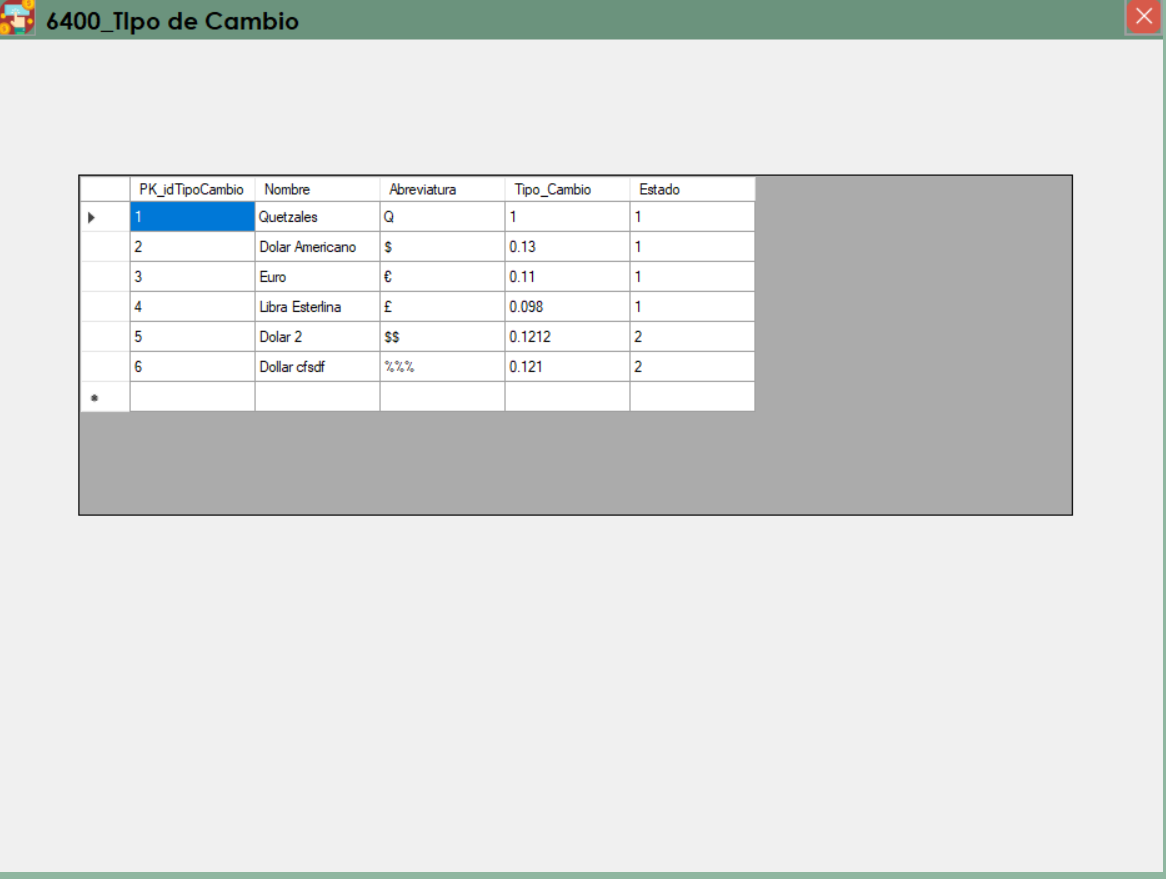 6400_TIpo de Cambio
PK_idTipoCambio Nombre Abreviatura Tipo_Cambio Estado
1 Quetzales Q 1 1
2 Dolar Americano $ 0.13 1
3 Euro € 0.11 1
4 Libra Esterlina £ 0.098 1
5 Dolar 2 $$ 0.1212 2
6 Dollar cfsdf %%% 0.121 2